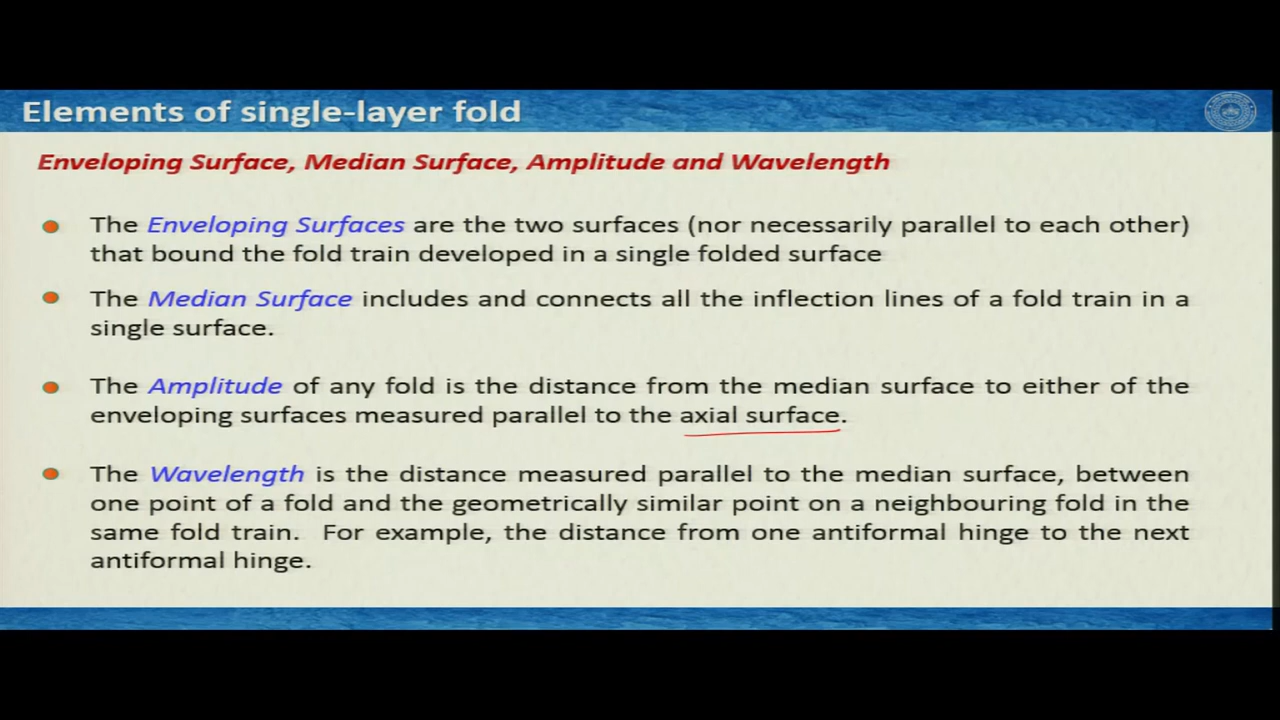 Elements of single-layer fold
Enveloping Surface, Median Surface, Amplitude and Wavelength
The Enveloping Surfaces are the two surfaces (nor necessarily parallel to each other)
that bound the fold train developed in a single folded surface
The Median Surface includes and connects all the inflection lines of a fold train in a
single surface.
The Amplitude of any fold is the distance from the median surface to either of the
enveloping surfaces measured parallel to the axial surface.
The Wavelength is the distance measured parallel to the median surface, between
one point of a fold and the geometrically similar point on a neighbouring fold in the
same fold train. For example, the distance from one antiformal hinge to the next
antiformal hinge.